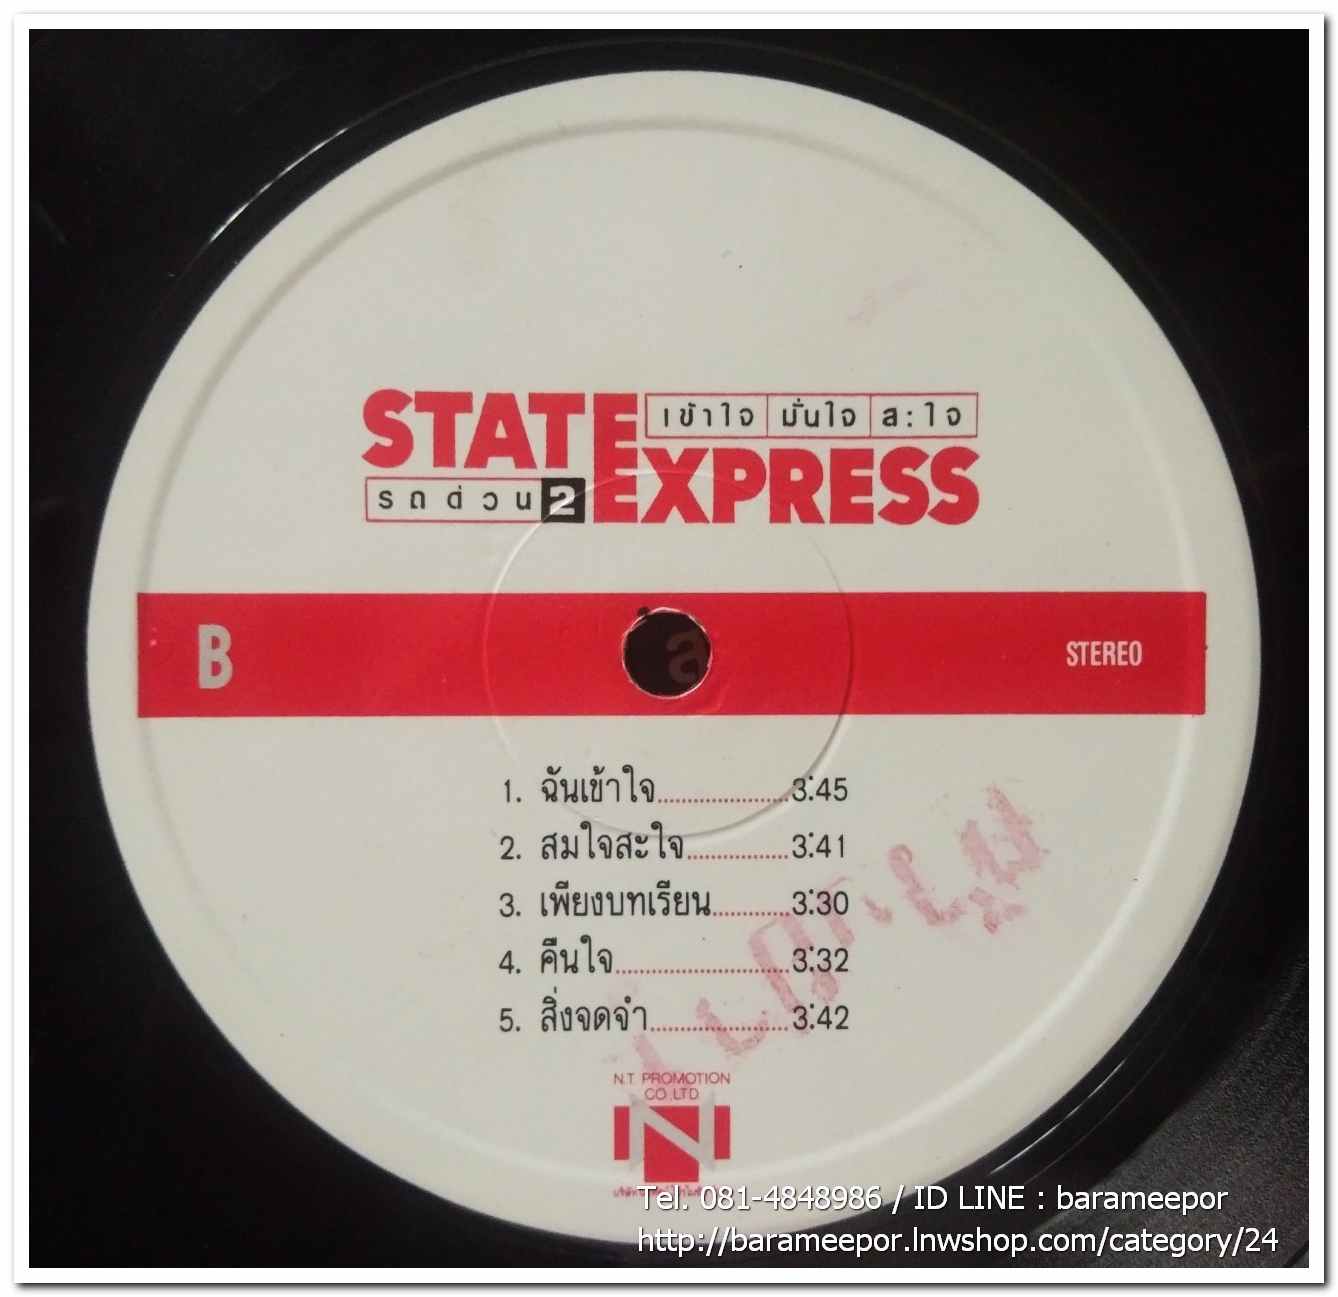 STATE เข้าใจ มั่นใจ สะใจ
รถด่วน 2 EXPRESS
B STEREO
1. ฉันเข้าใจ......................3:45
2. สมใจสะใจ.................3:41
3. เพียงบทเรียน.............3:30
4. คืนใจ.............................3:32
5. สิ่งจดจำ.......................3:42
N.T. PROMOTION
CO.,LTD
N
Tel. 081-4848986 / ID LINE : barameepor
http://barameepor.lnwshop.com/category/24